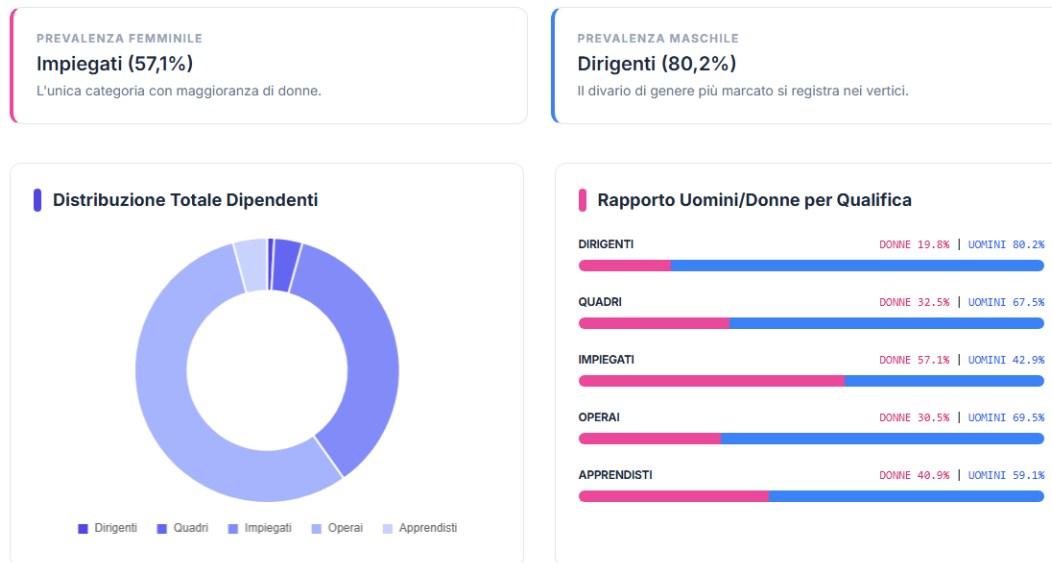 PREVALENZA FEMMINILE
Impiegati (57,1%)
L'unica categoria con maggioranza di donne.
PREVALENZA MASCHILE
Dirigenti (80,2%)
Il divario di genere più marcato si registra nei vertici.
Distribuzione Totale Dipendenti
Dirigenti Quadri Impiegati Operai Apprendisti
Rapporto Uomini/Donne per Qualifica
DIRIGENTI DONNE 19.8% | UOMINI 80.2%
QUADRI DONNE 32.5% | UOMINI 67.5%
IMPIEGATI DONNE 57.1% | UOMINI 42.9%
OPERAI DONNE 30.5% | UOMINI 69.5%
APPRENDISTI DONNE 40.9% | UOMINI 59.1%